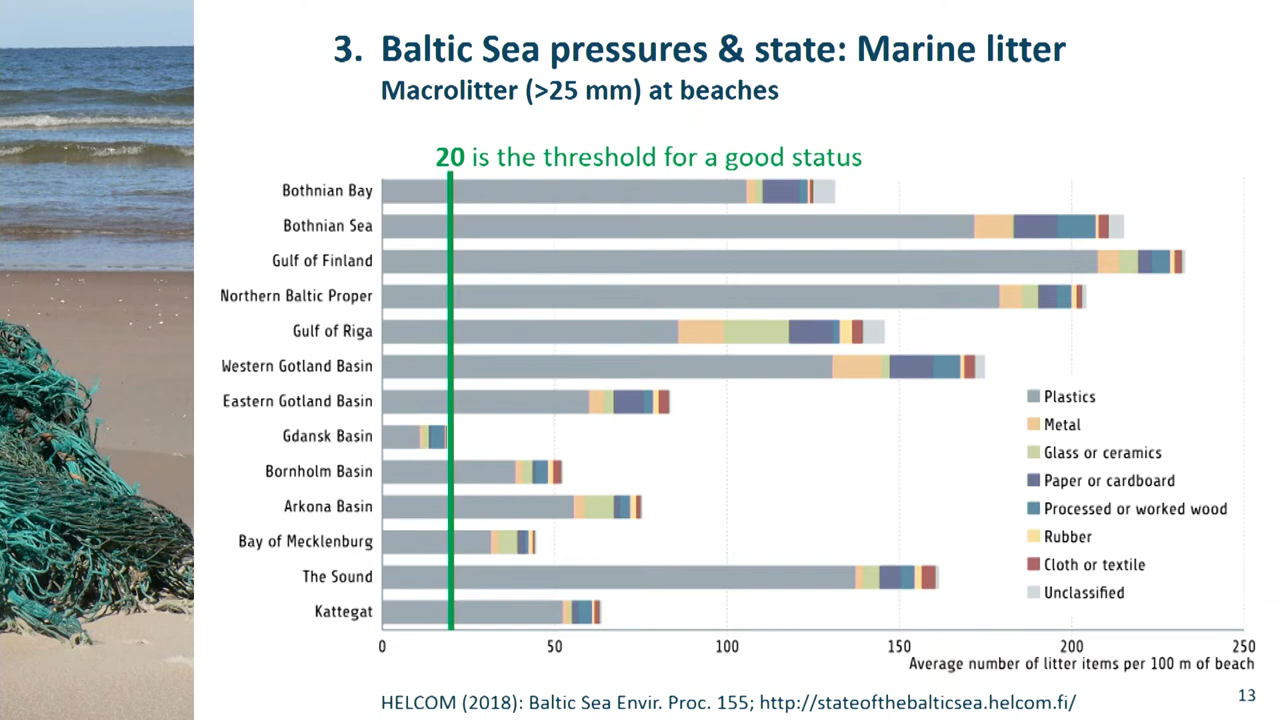 3. Baltic Sea pressures & state: Marine litter
Macrolitter (>25 mm) at beaches
20 is the threshold for a good status
Bothnian Bay
Bothnian Sea
Gulf of Finland
Northern Baltic Proper
Gulf of Riga
Western Gotland Basin
Eastern Gotland Basin
Gdansk Basin
Bornholm Basin
Arkona Basin
Bay of Mecklenburg
The Sound
Kattegat
Plastics
Metal
Glass or ceramics
Paper or cardboard
Processed or worked wood
Rubber
Cloth or textile
Unclassified
0 50 100 150 200 250
Average number of litter items per 100 m of beach
HELCOM (2018): Baltic Sea Envir. Proc. 155; http://stateofthebalticsea.helcom.fi/
13